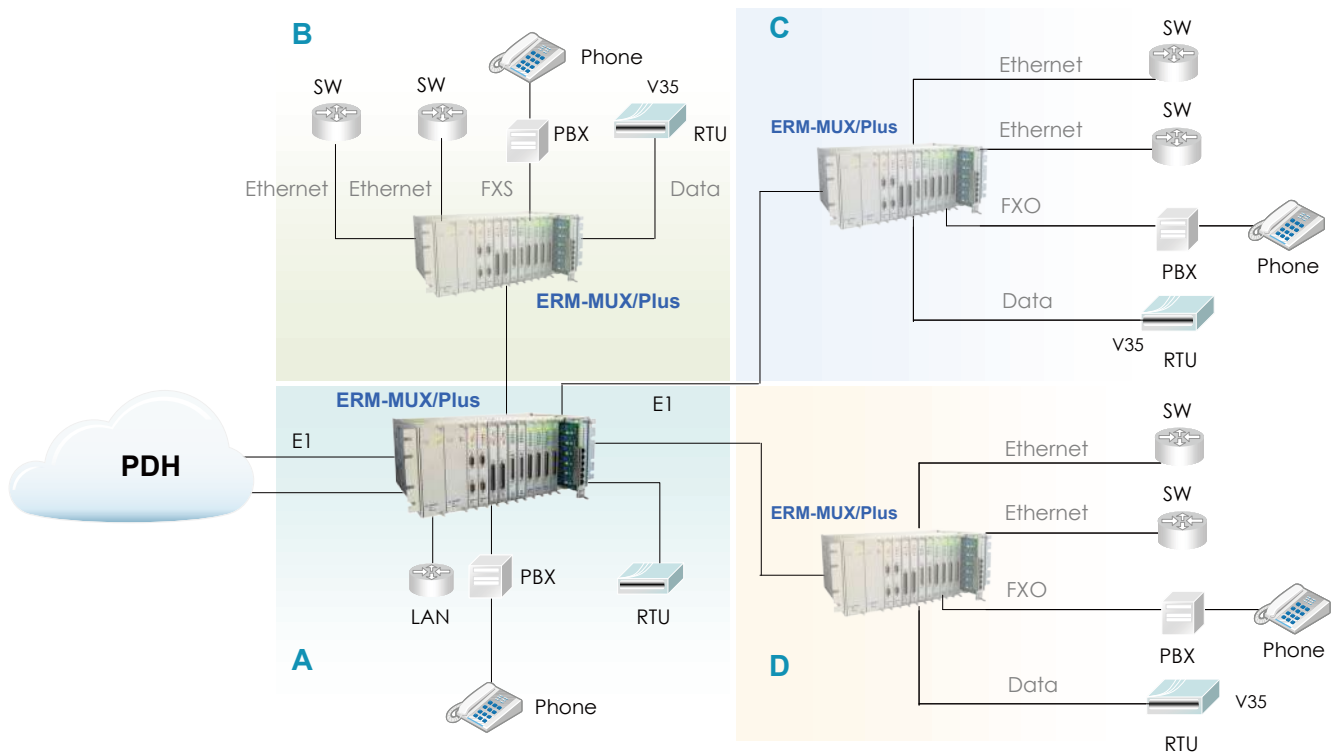 B
Phone
SW
SW
V35
PBX
RTU
Ethernet
Ethernet
FXS
Data
ERM-MUX/Plus
C
SW
Ethernet
SW
ERM-MUX/Plus
Ethernet
FXO
PBX
Phone
Data
V35
RTU
ERM-MUX/Plus
E1
E1
PDH
PBX
LAN
RTU
A
Phone
SW
Ethernet
SW
ERM-MUX/Plus
Ethernet
FXO
PBX
Phone
D
Data
V35
RTU